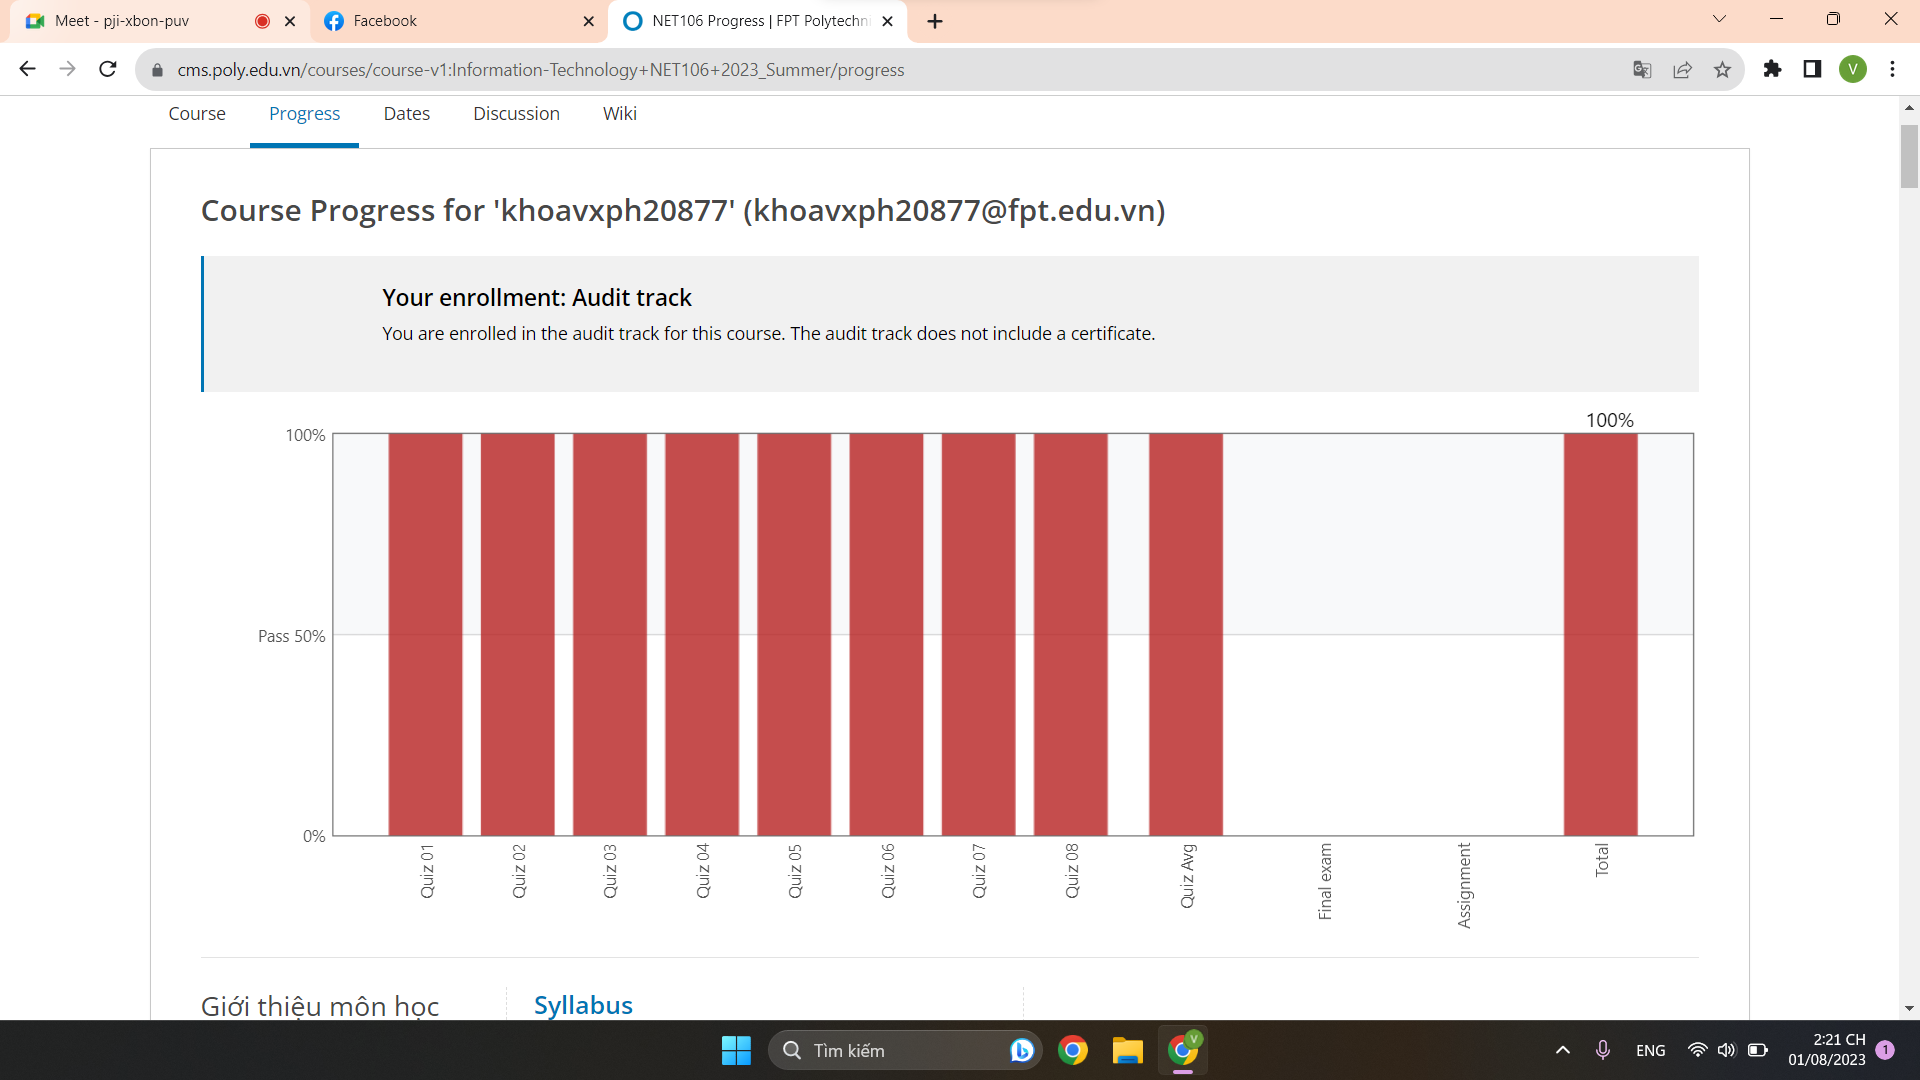 Meet - pji-xbon-puv
Facebook
NET106 Progress | FPT Polytechni
cms.poly.edu.vn/courses/course-v1:Information-Technology+NET106+2023_Summer/progress
V
Course
Progress
Dates
Discussion
Wiki
Course Progress for 'khoavxph20877' (khoavxph20877@fpt.edu.vn)
Your enrollment: Audit track
You are enrolled in the audit track for this course. The audit track does not include a certificate.
100%
100%
Pass 50%
0%
Quiz 01
Quiz 02
Quiz 03
Quiz 04
Quiz 05
Quiz 06
Quiz 07
Quiz 08
Quiz Avg
Final exam
Assignment
Total
Giới thiệu môn học
Syllabus
Tìm kiếm
V
ENG
2:21 CH
01/08/2023
1